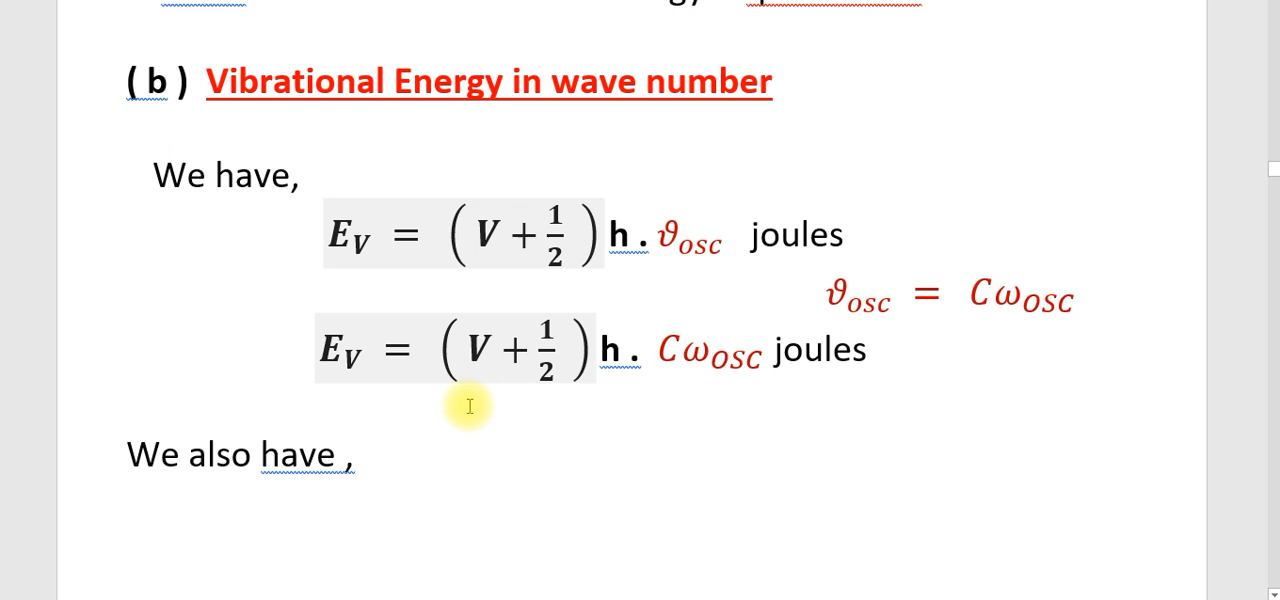 ( b ) Vibrational Energy in wave number
We have,
E_V = ( V + 1/2 ) h . ϑ_osc joules
ϑ_osc = Cω_OSC
E_V = ( V + 1/2 ) h . Cω_OSC joules
We also have ,